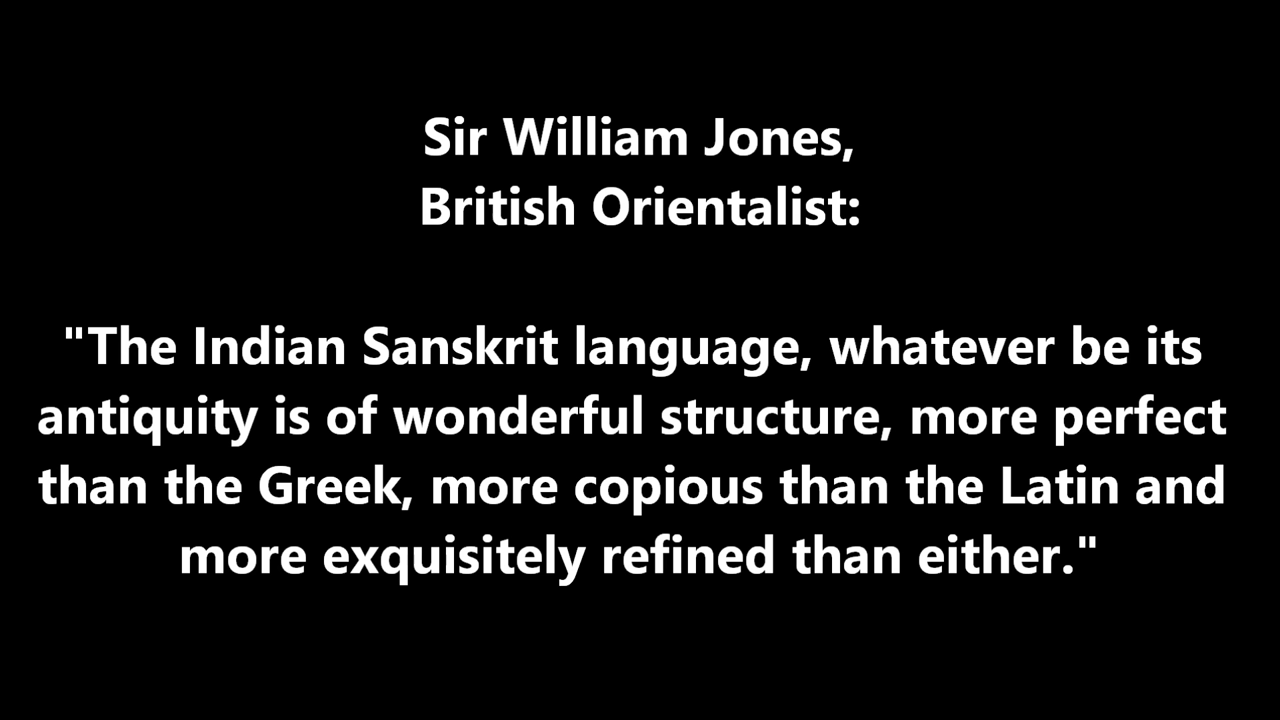 Sir William Jones,
British Orientalist:
"The Indian Sanskrit language, whatever be its
antiquity is of wonderful structure, more perfect
than the Greek, more copious than the Latin and
more exquisitely refined than either."